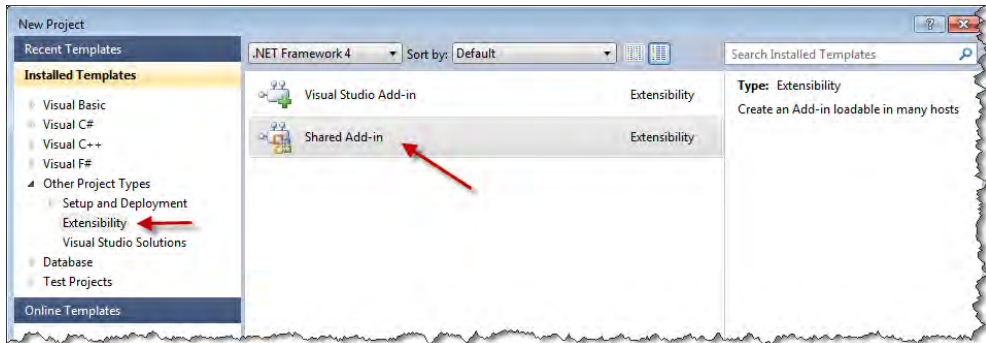 New Project
Recent Templates
.NET Framework 4
Sort by: Default
Search Installed Templates
Installed Templates
Visual Basic
Visual C#
Visual C++
Visual F#
Other Project Types
Setup and Deployment
Extensibility
Visual Studio Solutions
Database
Test Projects
Online Templates
Visual Studio Add-in Extensibility
Shared Add-in Extensibility
Type: Extensibility
Create an Add-in loadable in many hosts